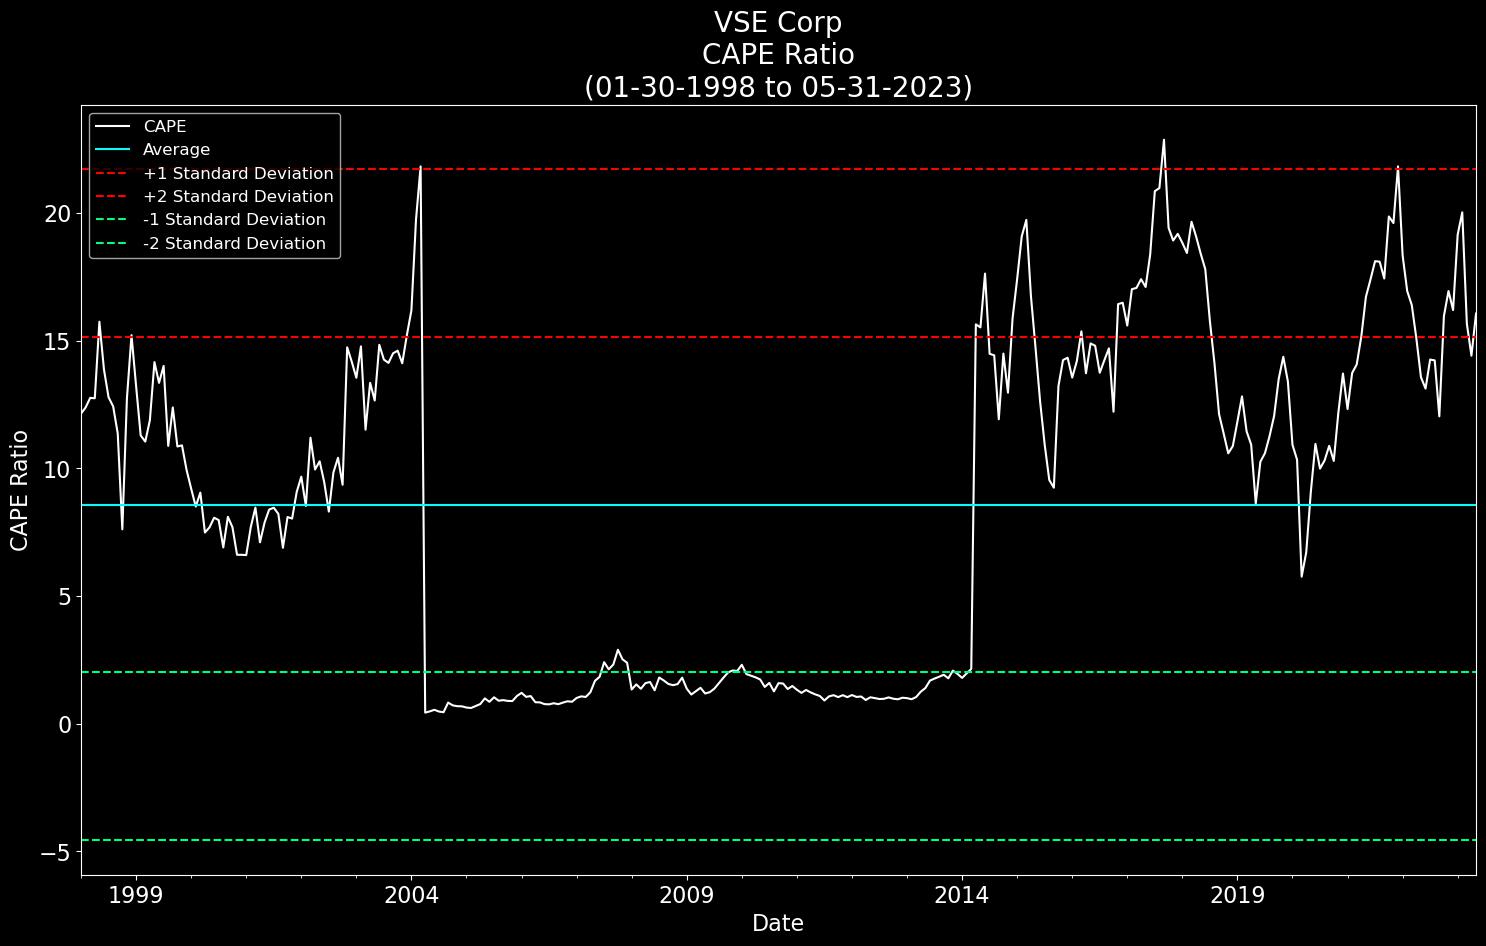 VSE Corp
CAPE Ratio
(01-30-1998 to 05-31-2023)
CAPE
Average
+1 Standard Deviation
+2 Standard Deviation
-1 Standard Deviation
-2 Standard Deviation
CAPE Ratio
20
15
10
5
0
−5
1999 2004 2009 2014 2019
Date